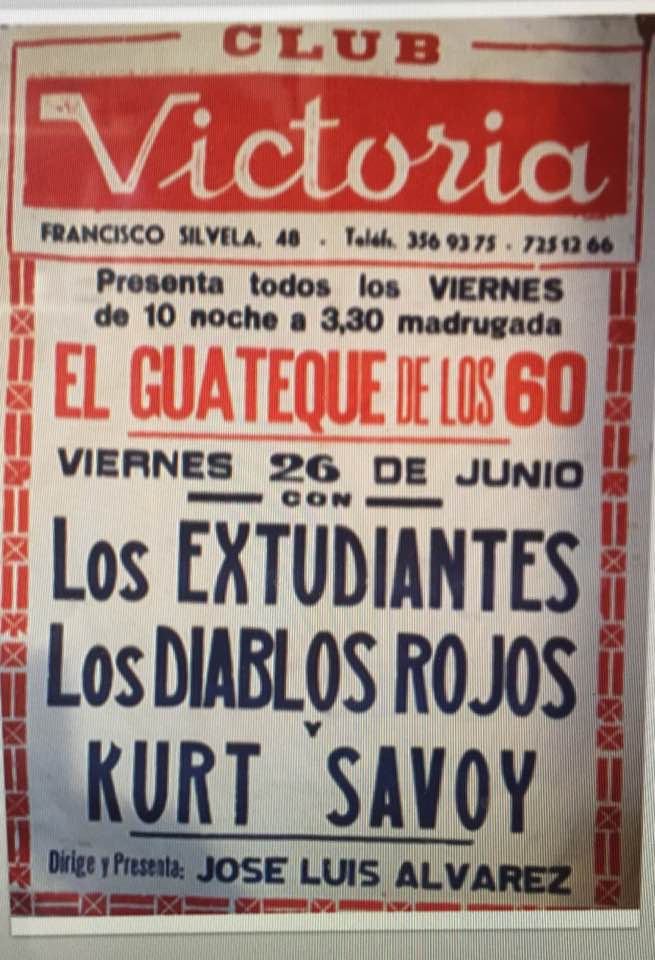 CLUB
Victoria
FRANCISCO SILVELA, 48 - Teléf. 356 93 75 - 725 12 66
Presenta todos los VIERNES
de 10 noche a 3,30 madrugada
EL GUATEQUE DE LOS 60
VIERNES 26 DE JUNIO
CON
Los EXTUDIANTES
Los DIABLOS ROJOS
Y
KURT SAVOY
Dirige y Presenta: JOSE LUIS ALVAREZ